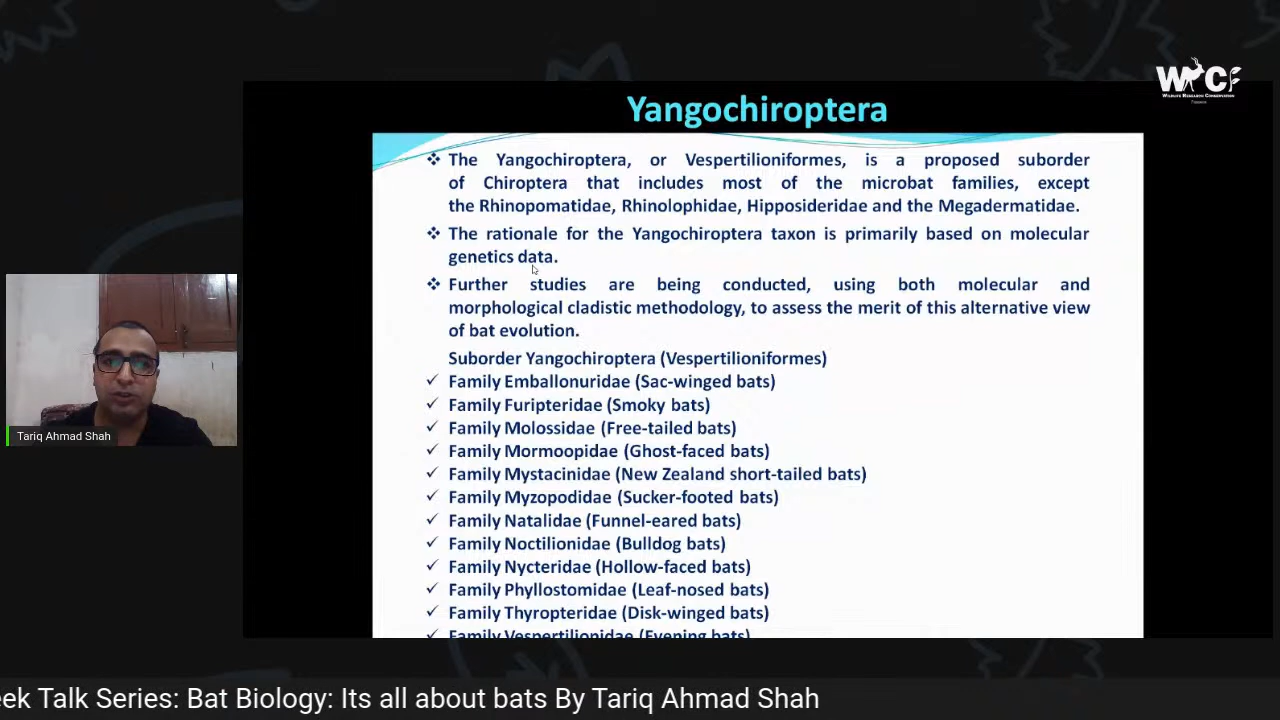 WRCF
WILDLIFE RESEARCH CONSERVATION
Yangochiroptera
❖ The Yangochiroptera, or Vespertilioniformes, is a proposed suborder
of Chiroptera that includes most of the microbat families, except
the Rhinopomatidae, Rhinolophidae, Hipposideridae and the Megadermatidae.
❖ The rationale for the Yangochiroptera taxon is primarily based on molecular
genetics data.
❖ Further studies are being conducted, using both molecular and
morphological cladistic methodology, to assess the merit of this alternative view
of bat evolution.
Suborder Yangochiroptera (Vespertilioniformes)
✓ Family Emballonuridae (Sac-winged bats)
✓ Family Furipteridae (Smoky bats)
✓ Family Molossidae (Free-tailed bats)
✓ Family Mormoopidae (Ghost-faced bats)
✓ Family Mystacinidae (New Zealand short-tailed bats)
✓ Family Myzopodidae (Sucker-footed bats)
✓ Family Natalidae (Funnel-eared bats)
✓ Family Noctilionidae (Bulldog bats)
✓ Family Nycteridae (Hollow-faced bats)
✓ Family Phyllostomidae (Leaf-nosed bats)
✓ Family Thyropteridae (Disk-winged bats)
✓ Family Vespertilionidae (Evening bats)
Tariq Ahmad Shah
eek Talk Series: Bat Biology: Its all about bats By Tariq Ahmad Shah